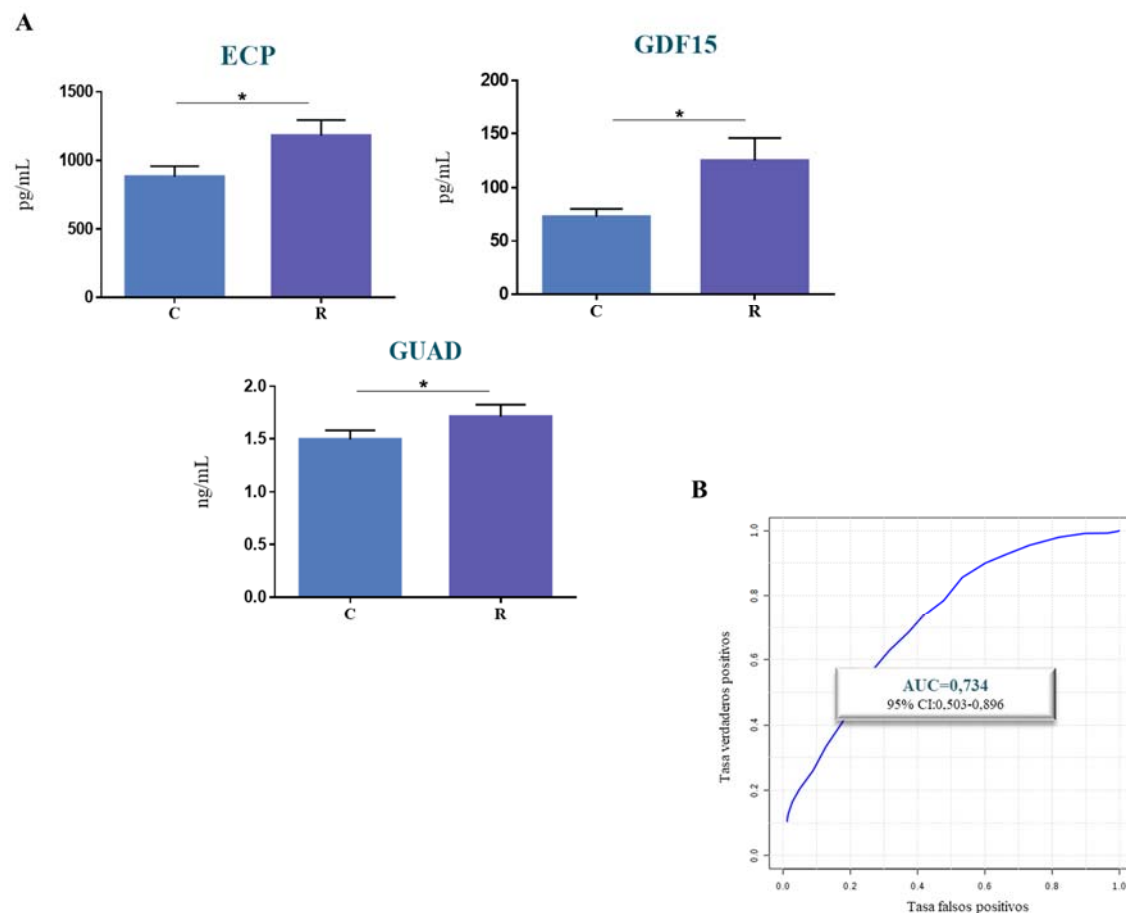 A
ECP
pg/mL
1500
1000
500
0
*
C
R
GDF15
pg/mL
200
150
100
50
0
*
C
R
GUAD
ng/mL
2.0
1.5
1.0
0.5
0.0
*
C
R
B
Tasa verdaderos positivos
1.0
0.8
0.6
0.4
0.2
0.0
AUC=0,734
95% CI:0.503-0.896
0.0 0.2 0.4 0.6 0.8 1.0
Tasa falsos positivos